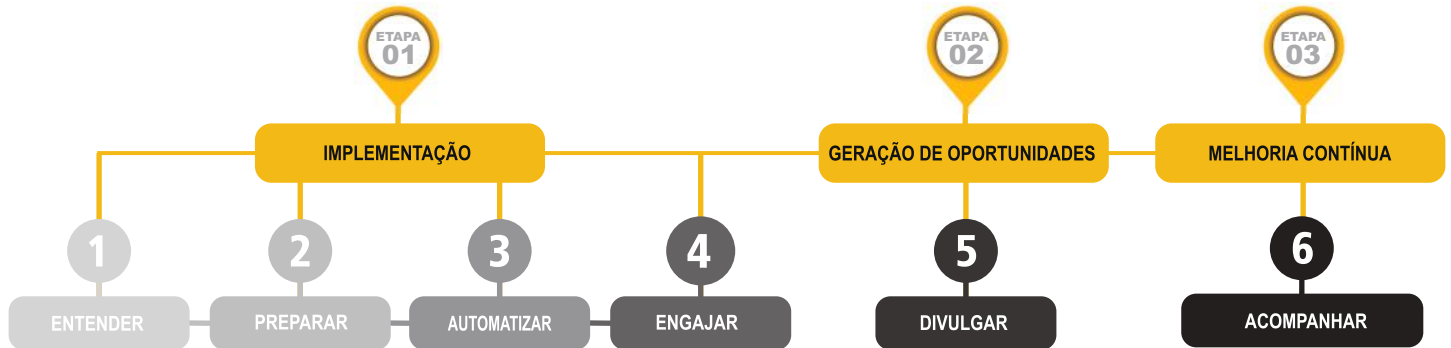 ETAPA
01
ETAPA
02
ETAPA
03
IMPLEMENTAÇÃO
GERAÇÃO DE OPORTUNIDADES
MELHORIA CONTÍNUA
1
2
3
4
5
6
ENTENDER
PREPARAR
AUTOMATIZAR
ENGAJAR
DIVULGAR
ACOMPANHAR